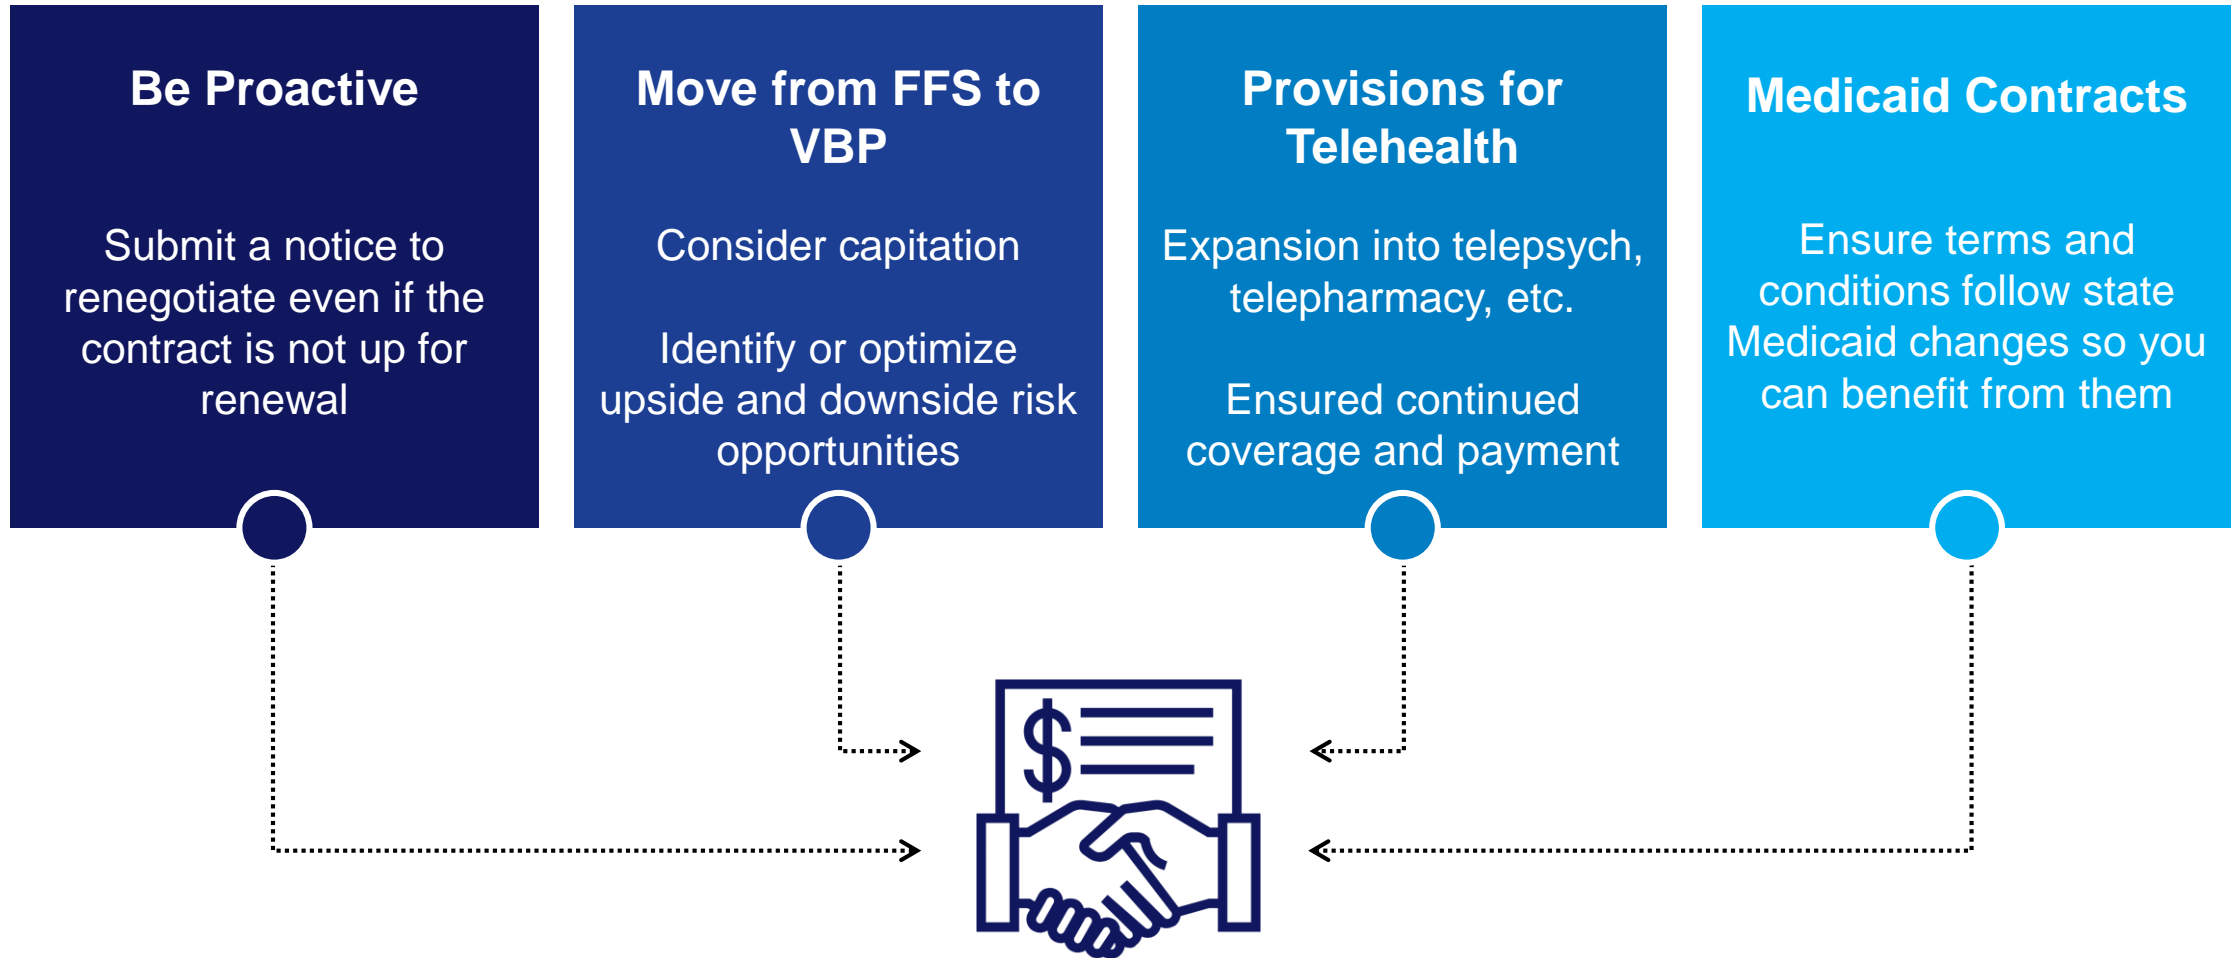 Be Proactive
Submit a notice to
renegotiate even if the
contract is not up for
renewal
Move from FFS to
VBP
Consider capitation
Identify or optimize
upside and downside risk
opportunities
Provisions for
Telehealth
Expansion into telepsych,
telepharmacy, etc.
Ensured continued
coverage and payment
Medicaid Contracts
Ensure terms and
conditions follow state
Medicaid changes so you
can benefit from them
$